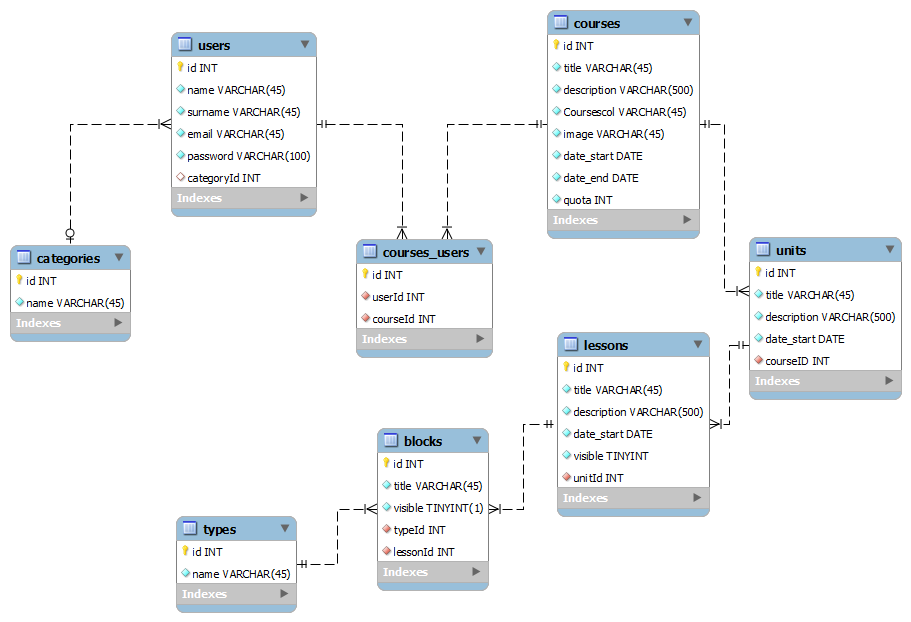 users
id INT
name VARCHAR(45)
surname VARCHAR(45)
email VARCHAR(45)
password VARCHAR(100)
categoryId INT
Indexes
courses
id INT
title VARCHAR(45)
description VARCHAR(500)
Coursescol VARCHAR(45)
image VARCHAR(45)
date_start DATE
date_end DATE
quota INT
Indexes
categories
id INT
name VARCHAR(45)
Indexes
courses_users
id INT
userId INT
courseId INT
Indexes
units
id INT
title VARCHAR(45)
description VARCHAR(500)
date_start DATE
courseID INT
Indexes
lessons
id INT
title VARCHAR(45)
description VARCHAR(500)
date_start DATE
visible TINYINT
unitId INT
Indexes
blocks
id INT
title VARCHAR(45)
visible TINYINT(1)
typeId INT
lessonId INT
Indexes
types
id INT
name VARCHAR(45)
Indexes